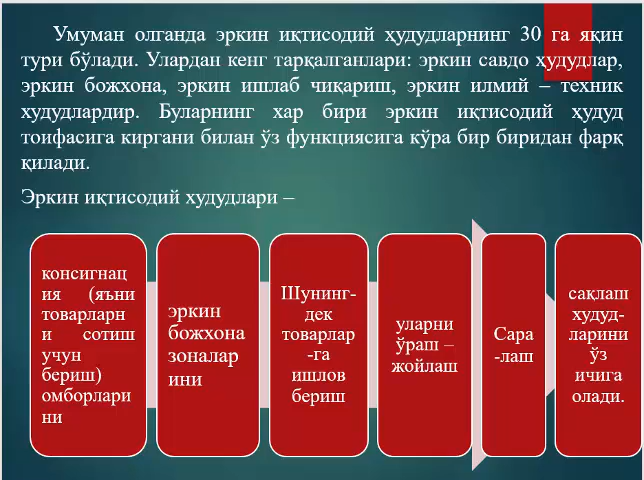 Умуман олганда эркин иқтисодий ҳудудларнинг 30 га яқин
тури бўлади. Улардан кенг тарқалганлари: эркин савдо ҳудудлар,
эркин божхона, эркин ишлаб чиқариш, эркин илмий – техник
худудлардир. Буларнинг хар бири эркин иқтисодий ҳудуд
тоифасига киргани билан ўз функциясига кўра бир биридан фарқ
қилади.
Эркин иқтисодий худудлари –
консигнац
ия (яъни
товарларн
и сотиш
учун
бериш)
омборлари
ни
эркин
божхона
зоналар
ини
Шунинг-
дек
товарлар
-га
ишлов
бериш
уларни
ўраш –
жойлаш
Сара
-лаш
сақлаш
худуд-
ларини
ўз
ичига
олади.